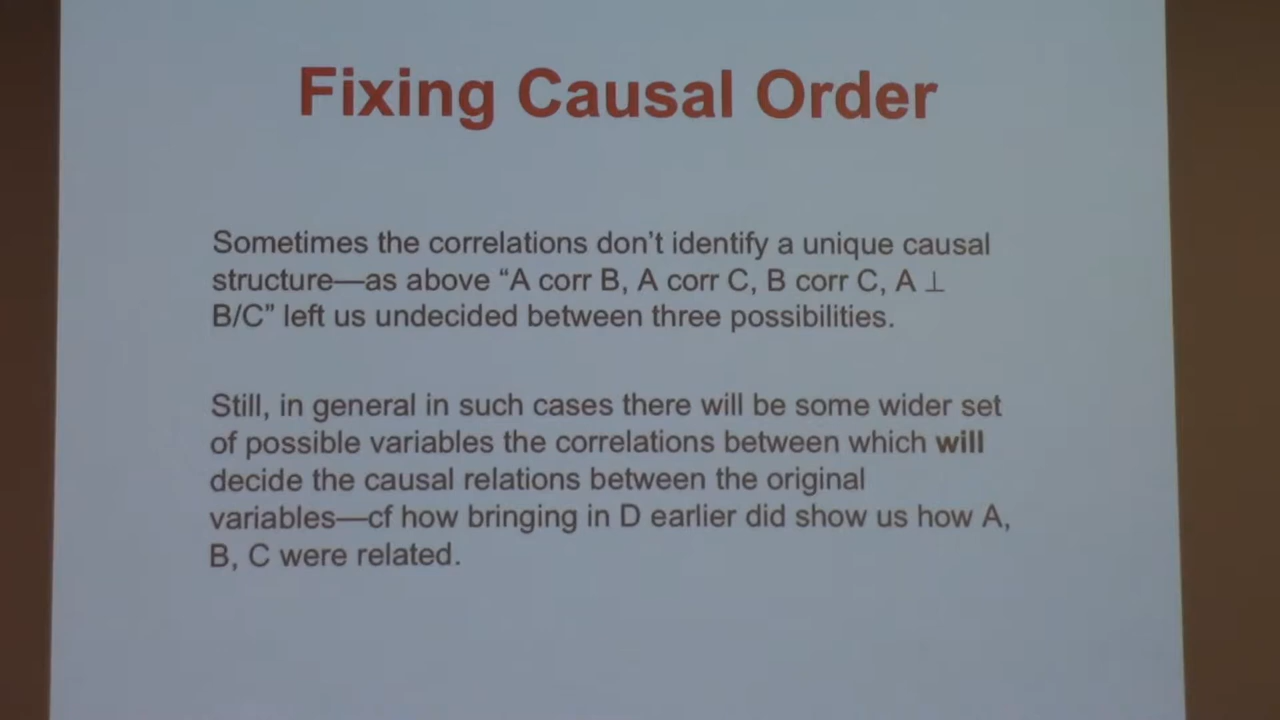 Fixing Causal Order
Sometimes the correlations don't identify a unique causal
structure—as above "A corr B, A corr C, B corr C, A ⊥
B/C" left us undecided between three possibilities.
Still, in general in such cases there will be some wider set
of possible variables the correlations between which will
decide the causal relations between the original
variables—cf how bringing in D earlier did show us how A,
B, C were related.